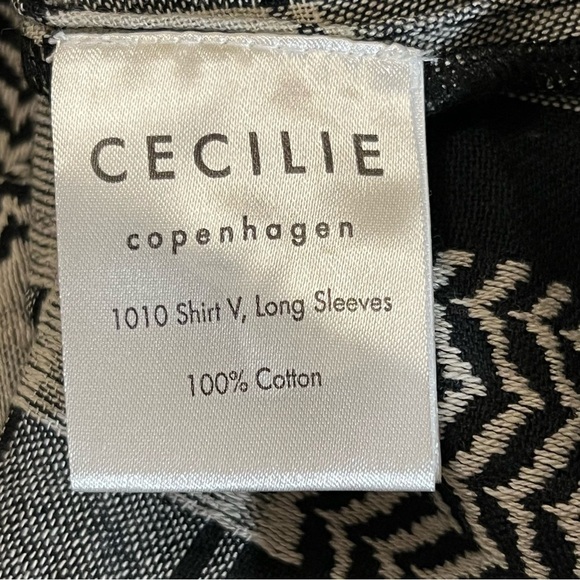 CECILIE
copenhagen
1010 Shirt V, Long Sleeves
100% Cotton